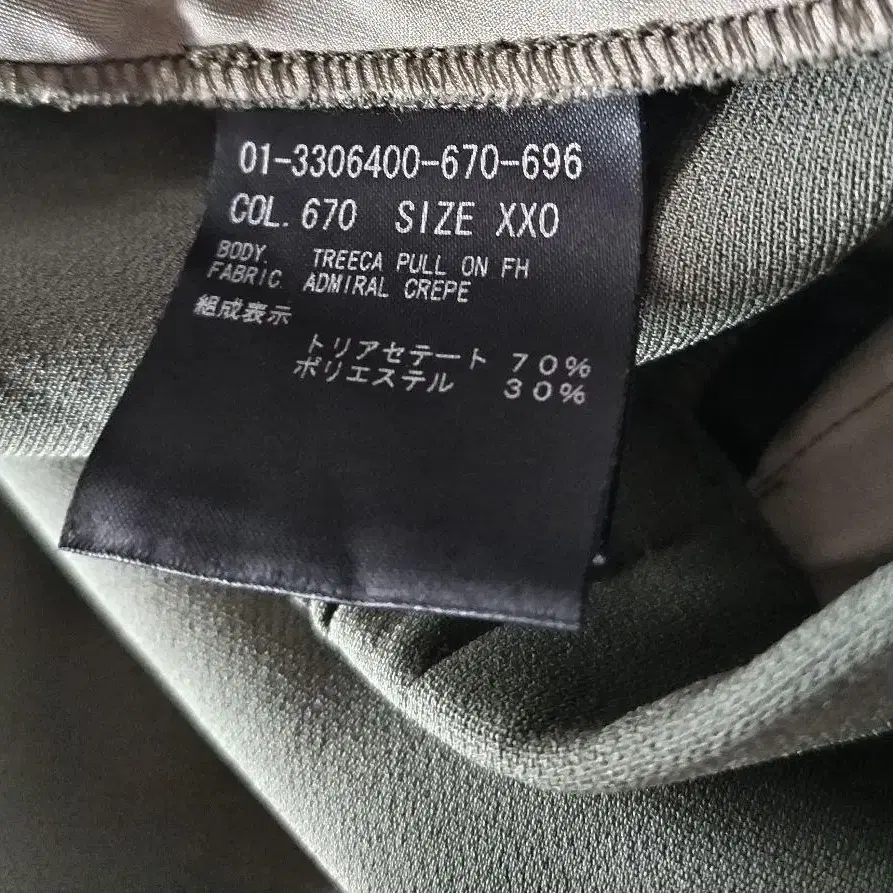 01-3306400-670-696
COL. 670 SIZE XXO
BODY. TREECA PULL ON FH
FABRIC. ADMIRAL CREPE
組成表示
トリアセテート 70%
ポリエステル 30%